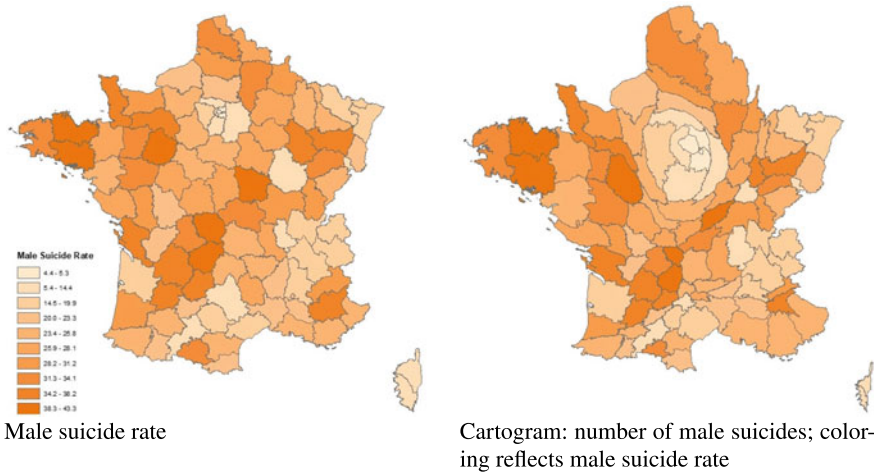 Male Suicide Rate
4.4 - 5.3
5.4 - 14.4
14.5 - 19.9
20.0 - 23.3
23.4 - 25.8
25.9 - 28.1
28.2 - 31.2
31.3 - 34.1
34.2 - 38.2
38.3 - 43.3
Male suicide rate
Cartogram: number of male suicides; color-
ing reflects male suicide rate